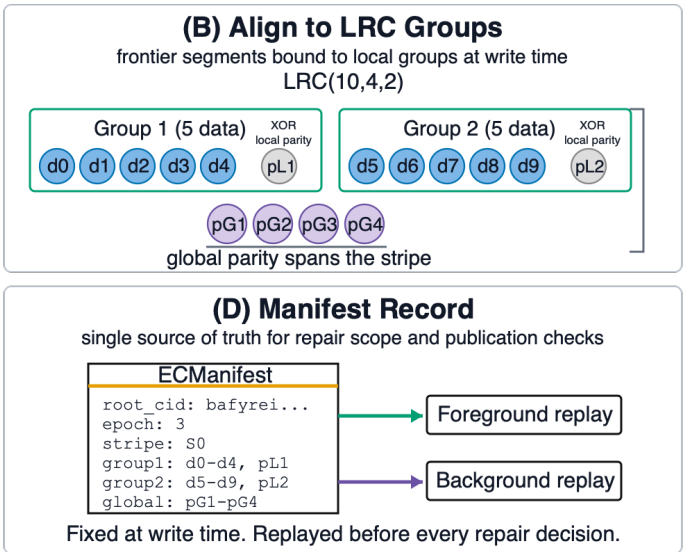 (B) Align to LRC Groups
frontier segments bound to local groups at write time
LRC(10,4,2)
Group 1 (5 data)
XOR
local parity
d0 d1 d2 d3 d4 pL1
Group 2 (5 data)
XOR
local parity
d5 d6 d7 d8 d9 pL2
pG1 pG2 pG3 pG4
global parity spans the stripe
(D) Manifest Record
single source of truth for repair scope and publication checks
ECManifest
root_cid: bafyrei...
epoch: 3
stripe: S0
group1: d0-d4, pL1
group2: d5-d9, pL2
global: pG1-pG4
Foreground replay
Background replay
Fixed at write time. Replayed before every repair decision.